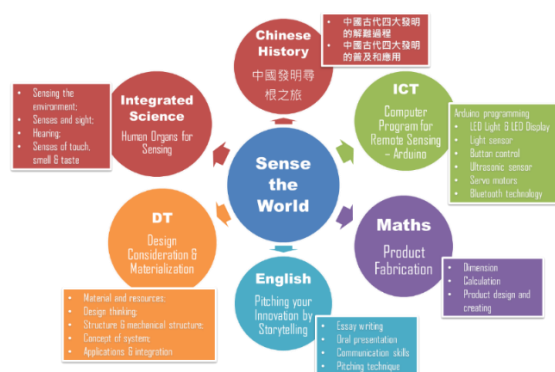 Chinese
History
中國發明尋
根之旅
• 中國古代四大發明
的解難過程
• 中國古代四大發明
的普及和應用
ICT
Computer
Program for
Remote Sensing
– Arduino
Arduino programming
• LED Light & LED Display
• Light sensor
• Button control
• Ultrasonic sensor
• Servo motors
• Bluetooth technology
Maths
Product
Fabrication
• Dimension
• Calculation
• Product design and
creating
English
Pitching your
Innovation by
Storytelling
• Essay writing
• Oral presentation
• Communication skills
• Pitching technique
DT
Design
Consideration &
Materialization
• Material and resources;
• Design thinking;
• Structure & mechanical structure;
• Concept of system;
• Applications & integration
Integrated
Science
Human Organs for
Sensing
• Sensing the
environment;
• Senses and sight;
• Hearing;
• Senses of touch,
smell & taste
Sense
the
World